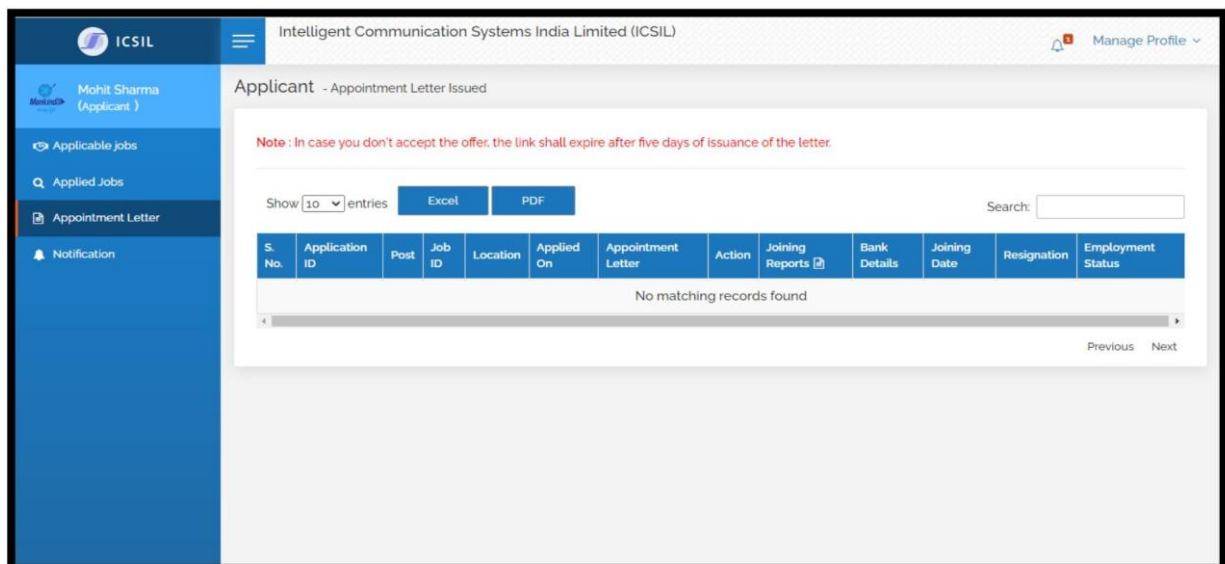 ICSIL
Intelligent Communication Systems India Limited (ICSIL)
Manage Profile
Mohit Sharma
(Applicant )
Applicant - Appointment Letter Issued
Applicable jobs
Applied Jobs
Appointment Letter
Notification
Note : In case you don't accept the offer, the link shall expire after five days of issuance of the letter.
Show 10 entries Excel PDF Search:
S. No. Application ID Post Job ID Location Applied On Appointment Letter Action Joining Reports Bank Details Joining Date Resignation Employment Status
No matching records found
Previous Next